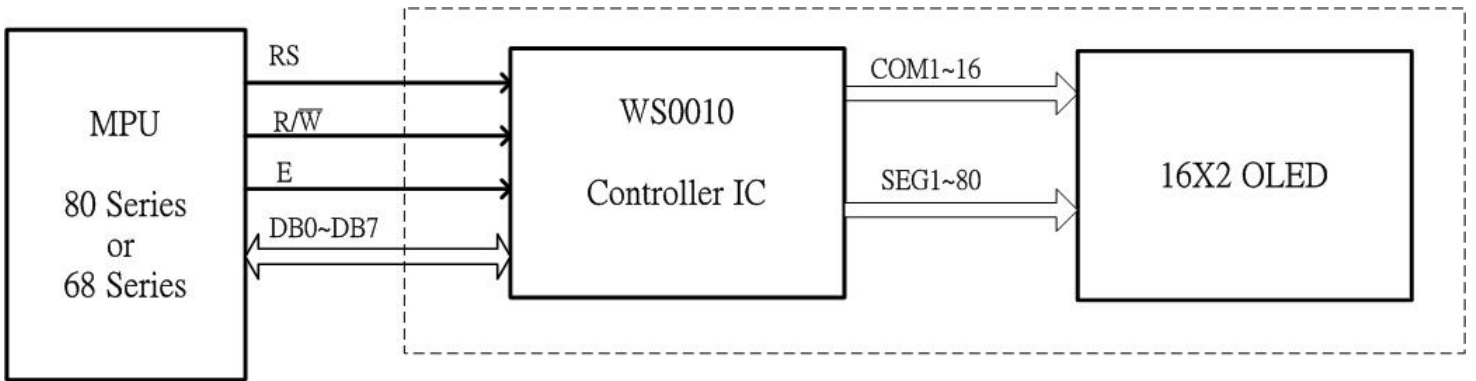 MPU
80 Series
or
68 Series
RS
R/W̅
E
DB0~DB7
WS0010
Controller IC
COM1~16
SEG1~80
16X2 OLED